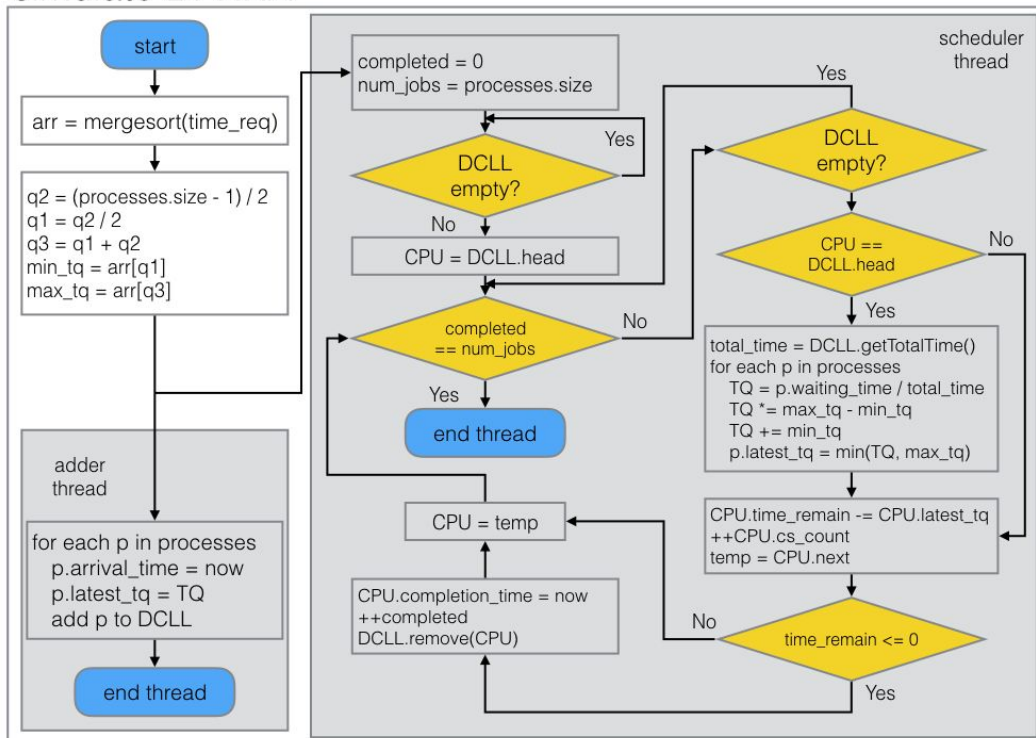 start
arr = mergesort(time_req)
q2 = (processes.size - 1) / 2
q1 = q2 / 2
q3 = q1 + q2
min_tq = arr[q1]
max_tq = arr[q3]
adder
thread
for each p in processes
p.arrival_time = now
p.latest_tq = TQ
add p to DCLL
end thread
scheduler
thread
completed = 0
num_jobs = processes.size
Yes
DCLL
empty?
No
CPU = DCLL.head
completed
== num_jobs
No
Yes
end thread
Yes
DCLL
empty?
CPU ==
DCLL.head
No
Yes
total_time = DCLL.getTotalTime()
for each p in processes
TQ = p.waiting_time / total_time
TQ *= max_tq - min_tq
TQ += min_tq
p.latest_tq = min(TQ, max_tq)
CPU.time_remain -= CPU.latest_tq
++CPU.cs_count
temp = CPU.next
time_remain <= 0
No
Yes
CPU = temp
CPU.completion_time = now
++completed
DCLL.remove(CPU)